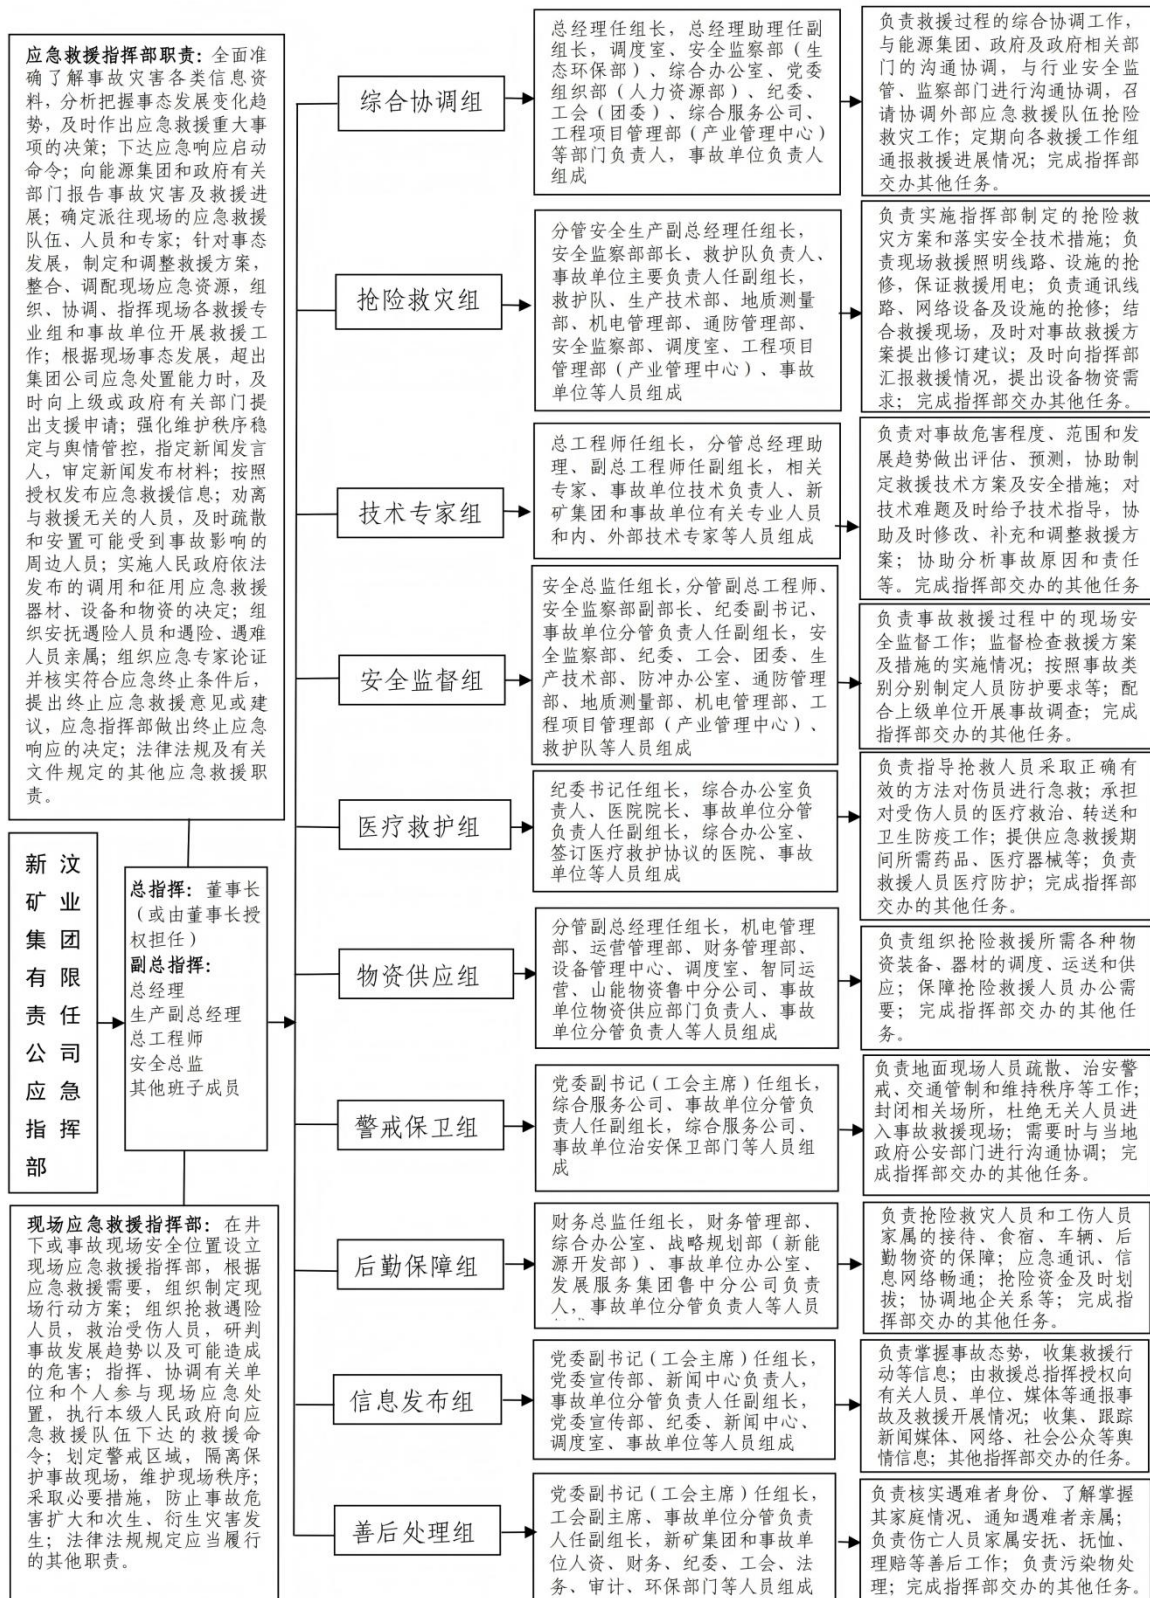 应急救援指挥部职责：全面准
确了解事故灾害各类信息资
料，分析把握事态发展变化趋
势，及时作出应急救援重大事
项的决策；下达应急响应启动
命令；向能源集团和政府有关
部门报告事故灾害及救援进
展；确定派往现场的应急救援
队伍、人员和专家；针对事态
发展，制定和调整救援方案，
整合、调配现场应急资源，组
织、协调、指挥现场各救援专
业组和事故单位开展救援工
作；根据现场事态发展，超出
集团公司应急处置能力时，及
时向上级或政府有关部门提
出支援申请；强化维护秩序稳
定与舆情管控，指定新闻发言
人，审定新闻发布材料；按照
授权发布应急救援信息；劝离
与救援无关的人员，及时疏散
和安置可能受到事故影响的
周边人员；实施人民政府依法
发布的调用和征用应急救援
器材、设备和物资的决定；组
织安抚遇险人员和遇险、遇难
人员亲属；组织应急专家论证
并核实符合应急终止条件后，
提出终止应急救援意见或建
议，应急指挥部做出终止应急
响应的决定；法律法规及有关
文件规定的其他应急救援职
责。
新汶
矿业
集团
有限
责任
公司
应急
指挥
部
总指挥：董事长
（或由董事长授
权担任）
副总指挥：
总经理
生产副总经理
总工程师
安全总监
其他班子成员
现场应急救援指挥部：在井
下或事故现场安全位置设立
现场应急救援指挥部，根据
应急救援需要，组织制定现
场行动方案；组织抢救遇险
人员，救治受伤人员，研判
事故发展趋势以及可能造成
的危害；指挥、协调有关单
位和个人参与现场应急处
置，执行本级人民政府向应
急救援队伍下达的救援命
令；划定警戒区域，隔离保
护事故现场，维护现场秩序；
采取必要措施，防止事故危
害扩大和次生、衍生灾害发
生；法律法规规定应当履行
的其他职责。
综合协调组
总经理任组长，总经理助理任副
组长，调度室、安全监察部（生
态环保部）、综合办公室、党委
组织部（人力资源部）、纪委、
工会（团委）、综合服务公司、
工程项目管理部（产业管理中心）
等部门负责人，事故单位负责人
组成
负责救援过程的综合协调工作，
与能源集团、政府及政府相关部
门的沟通协调，与行业安全监
管、监察部门进行沟通协调，召
请协调外部应急救援队伍抢险
救灾工作；定期向各救援工作组
通报救援进展情况；完成指挥部
交办其他任务。
抢险救灾组
分管安全生产副总经理任组长，
安全监察部部长、救护队负责人、
事故单位主要负责人任副组长，
救护队、生产技术部、地质测量
部、机电管理部、通防管理部、
安全监察部、调度室、工程项目
管理部（产业管理中心）、事故
单位等人员组成
负责实施指挥部制定的抢险救
灾方案和落实安全技术措施；负
责现场救援照明线路、设施的抢
修，保证救援用电；负责通讯线
路、网络设备及设施的抢修；结
合救援现场，及时对事故救援方
案提出修订建议；及时向指挥部
汇报救援情况，提出设备物资需
求；完成指挥部交办其他任务。
技术专家组
总工程师任组长，分管总经理助
理、副总工程师任副组长，相关
专家、事故单位技术负责人、新
矿集团和事故单位有关专业人员
和内、外部技术专家等人员组成
负责对事故危害程度、范围和发
展趋势做出评估、预测，协助制
定救援技术方案及安全措施；对
技术难题及时给予技术指导，协
助及时修改、补充和调整救援方
案；协助分析事故原因和责任
等。完成指挥部交办的其他任务
安全监督组
安全总监任组长，分管副总工程师、
安全监察部副部长、纪委副书记、
事故单位分管负责人任副组长，安
全监察部、纪委、工会、团委、生
产技术部、防冲办公室、通防管理
部、地质测量部、机电管理部、工
程项目管理部（产业管理中心）、
救护队等人员组成
负责事故救援过程中的现场安
全监督工作；监督检查救援方案
及措施的实施情况；按照事故类
别分别制定人员防护要求等；配
合上级单位开展事故调查；完成
指挥部交办的其他任务。
医疗救护组
纪委书记任组长，综合办公室负
责人、医院院长、事故单位分管
负责人任副组长，综合办公室、
签订医疗救护协议的医院、事故
单位等人员组成
负责指导抢救人员采取正确有
效的方法对伤员进行急救；承担
对受伤人员的医疗救治、转送和
卫生防疫工作；提供应急救援期
间所需药品、医疗器械等；负责
救援人员医疗防护；完成指挥部
交办的其他任务。
物资供应组
分管副总经理任组长，机电管理
部、运营管理部、财务管理部、
设备管理中心、调度室、智同运
营、山能物资鲁中分公司、事故
单位物资供应部门负责人、事故
单位分管负责人等人员组成
负责组织抢险救援所需各种物
资装备、器材的调度、运送和供
应；保障抢险救援人员办公需
要；完成指挥部交办的其他任
务。
警戒保卫组
党委副书记（工会主席）任组长，
综合服务公司、事故单位分管负
责人任副组长，综合服务公司、
事故单位治安保卫部门等人员组
成
负责地面现场人员疏散、治安警
戒、交通管制和维持秩序等工作；
封闭相关场所，杜绝无关人员进
入事故救援现场；需要时与当地
政府公安部门进行沟通协调；完
成指挥部交办的其他任务。
后勤保障组
财务总监任组长，财务管理部、
综合办公室、战略规划部（新能
源开发部）、事故单位办公室、
发展服务集团鲁中分公司负责
人，事故单位分管负责人等人员
负责抢险救灾人员和工伤人员
家属的接待、食宿、车辆、后
勤物资的保障；应急通讯、信
息网络畅通；抢险资金及时划
拨；协调地企关系等；完成指
挥部交办的其他任务。
信息发布组
党委副书记（工会主席）任组长，
党委宣传部、新闻中心负责人，
事故单位分管负责人任副组长，
党委宣传部、纪委、新闻中心、
调度室、事故单位等人员组成
负责掌握事故态势，收集救援行
动等信息；由救援总指挥授权向
有关人员、单位、媒体等通报事
故及救援开展情况；收集、跟踪
新闻媒体、网络、社会公众等舆
情信息；其他指挥部交办的任务。
善后处理组
党委副书记（工会主席）任组长，
工会副主席、事故单位分管负责
人任副组长，新矿集团和事故单
位人资、财务、纪委、工会、法
务、审计、环保部门等人员组成
负责核实遇难者身份、了解掌握
其家庭情况、通知遇难者亲属；
负责伤亡人员家属安抚、抚恤、
理赔等善后工作；负责污染物处
理；完成指挥部交办的其他任务。